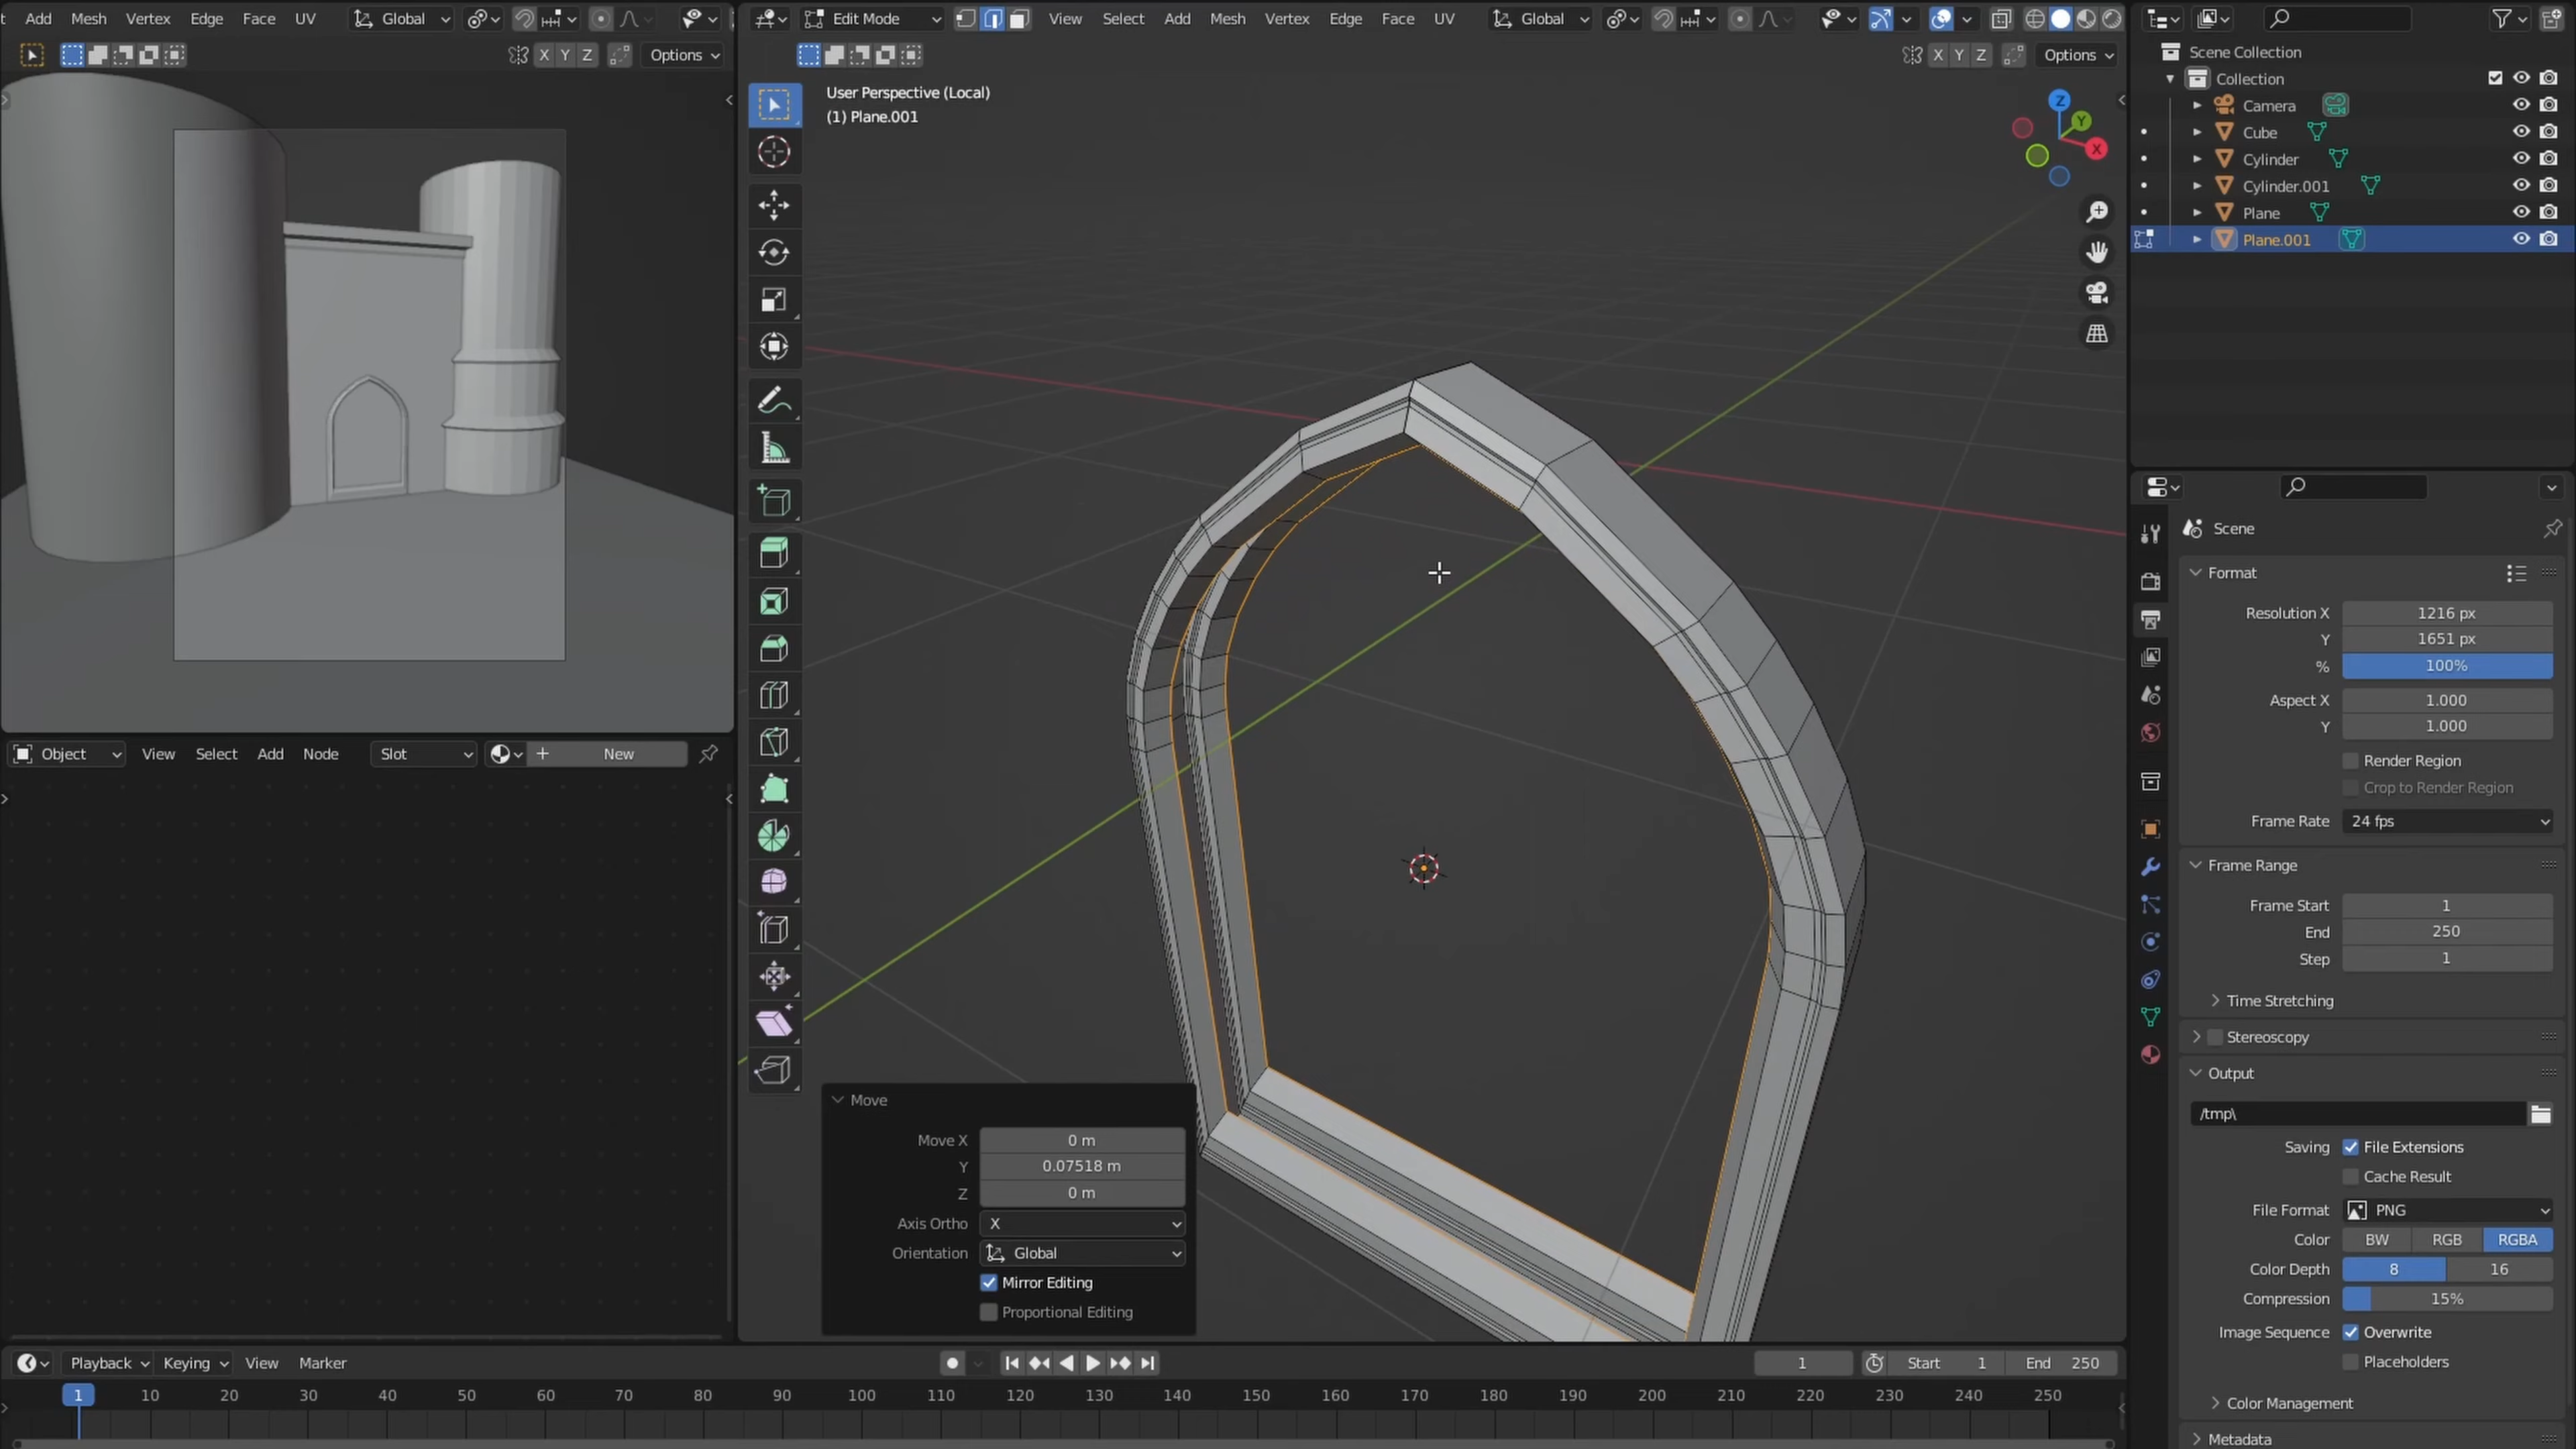 t Add Mesh Vertex Edge Face UV Global
X Y Z Options
Edit Mode View Select Add Mesh Vertex Edge Face UV Global
X Y Z Options
User Perspective (Local)
(1) Plane.001
Z
Y
X
Object View Select Add Node Slot New
Move
Move X 0 m
Y 0.07518 m
Z 0 m
Axis Ortho X
Orientation Global
Mirror Editing
Proportional Editing
Scene Collection
Collection
Camera
Cube
Cylinder
Cylinder.001
Plane
Plane.001
Scene
Format
Resolution X 1216 px
Y 1651 px
% 100%
Aspect X 1.000
Y 1.000
Render Region
Crop to Render Region
Frame Rate 24 fps
Frame Range
Frame Start 1
End 250
Step 1
Time Stretching
Stereoscopy
Output
/tmp\
Saving File Extensions
Cache Result
File Format PNG
Color BW RGB RGBA
Color Depth 8 16
Compression 15%
Image Sequence Overwrite
Placeholders
Color Management
Metadata
Playback Keying View Marker 1 Start 1 End 250
1 10 20 30 40 50 60 70 80 90 100 110 120 130 140 150 160 170 180 190 200 210 220 230 240 250